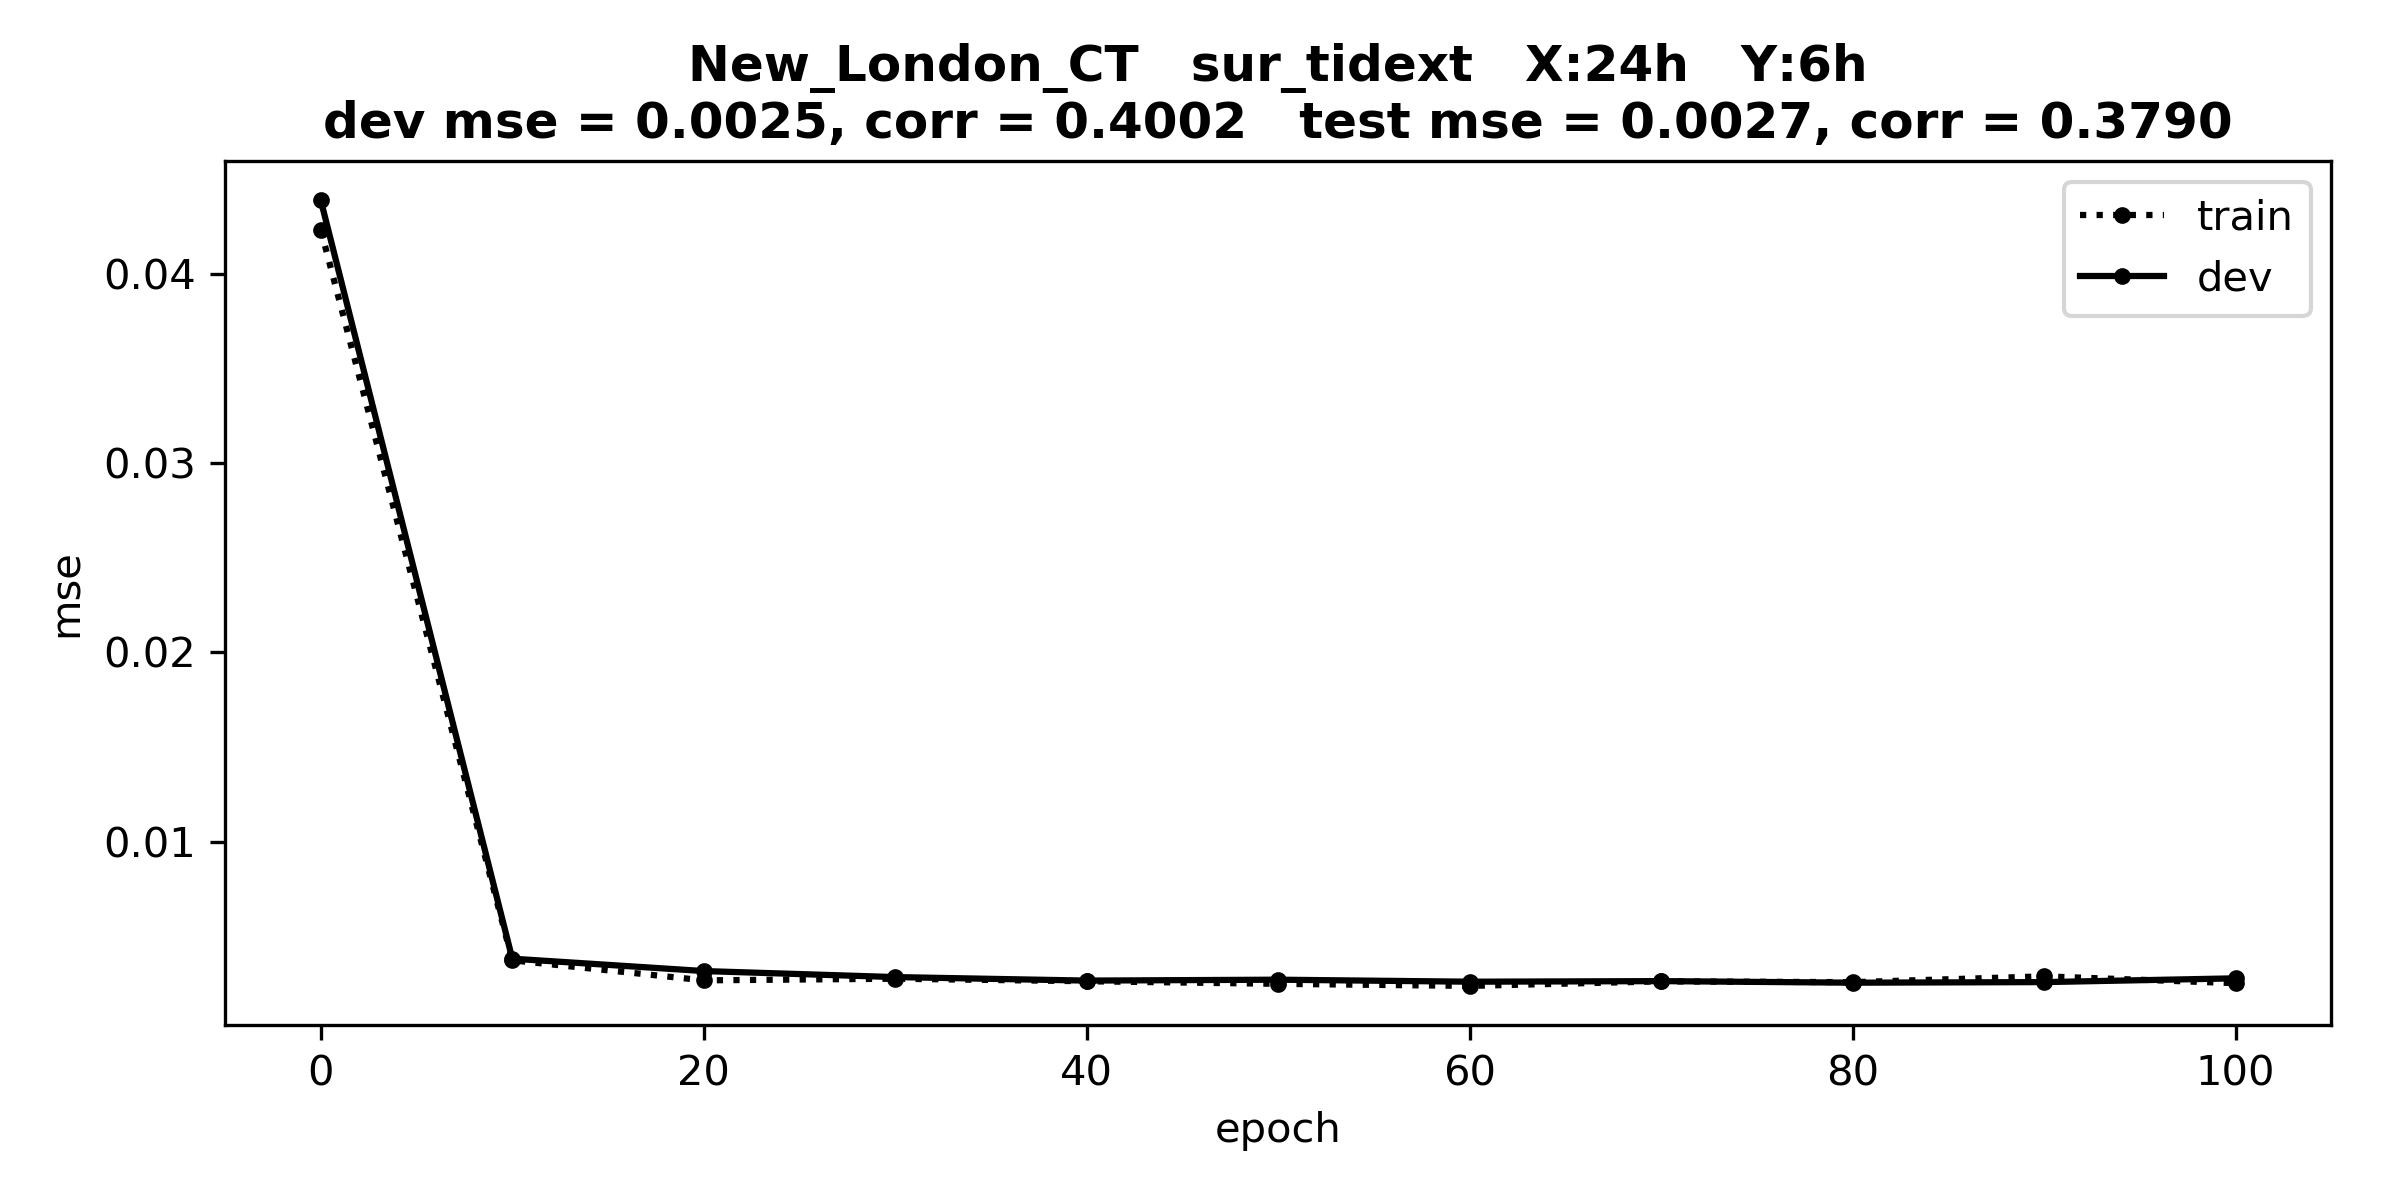 New_London_CT   sur_tidext   X:24h   Y:6h
dev mse = 0.0025, corr = 0.4002   test mse = 0.0027, corr = 0.3790
train
dev
0.04
0.03
0.02
0.01
mse
0 20 40 60 80 100
epoch